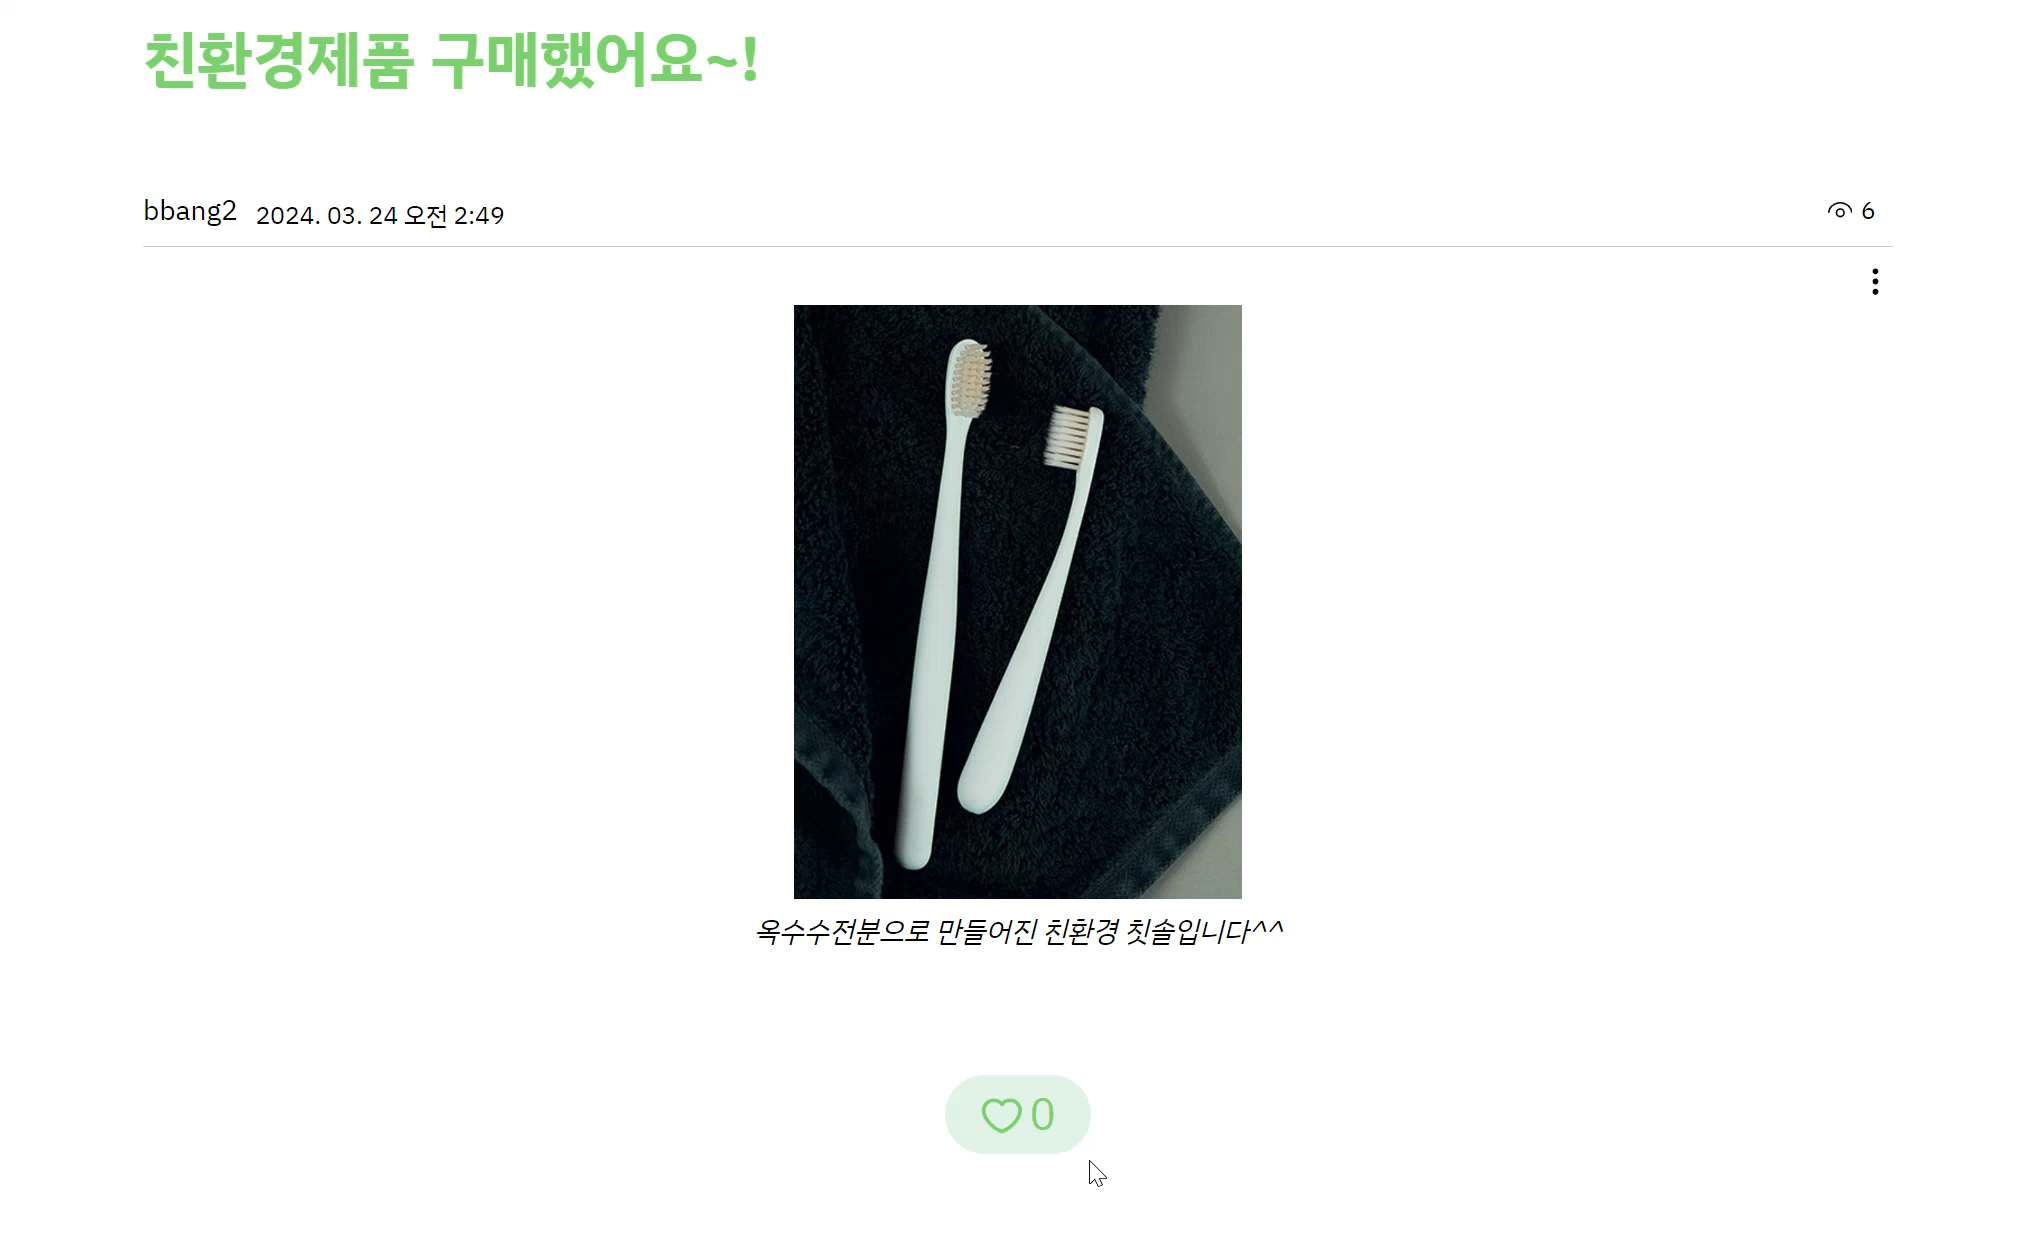 친환경제품 구매했어요~!
bbang2 2024. 03. 24 오전 2:49 6
옥수수전분으로 만들어진 친환경 칫솔입니다^^
0